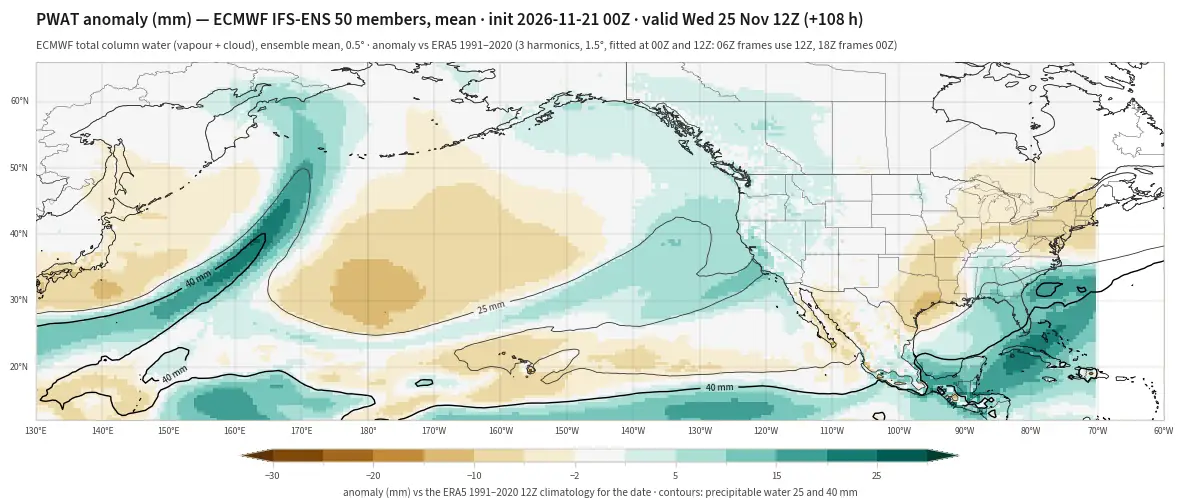 PWAT anomaly (mm) — ECMWF IFS-ENS 50 members, mean · init 2026-11-21 00Z · valid Wed 25 Nov 12Z (+108 h)
ECMWF total column water (vapour + cloud), ensemble mean, 0.5° · anomaly vs ERA5 1991–2020 (3 harmonics, 1.5°, fitted at 00Z and 12Z: 06Z frames use 12Z, 18Z frames 00Z)
60°N
50°N
40°N
40 mm
30°N
25 mm
20°N
40 mm
40 mm
130°E 140°E 150°E 160°E 170°E 180° 170°W 160°W 150°W 140°W 130°W 120°W 110°W 100°W 90°W 80°W 70°W 60°W
−30 −20 −10 −2 5 15 25
anomaly (mm) vs the ERA5 1991–2020 12Z climatology for the date · contours: precipitable water 25 and 40 mm